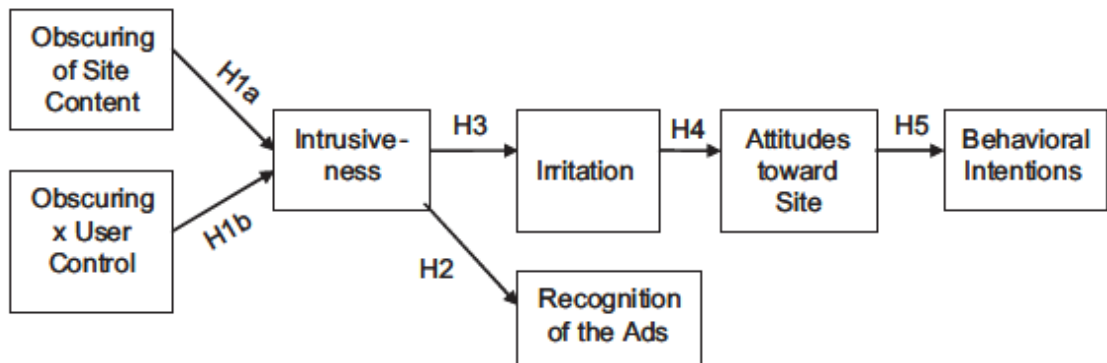 Obscuring
of Site
Content
H1a
Obscuring
x User
Control
H1b
Intrusive-
ness
H3
H2
Irritation
H4
Attitudes
toward
Site
H5
Behavioral
Intentions
Recognition
of the Ads